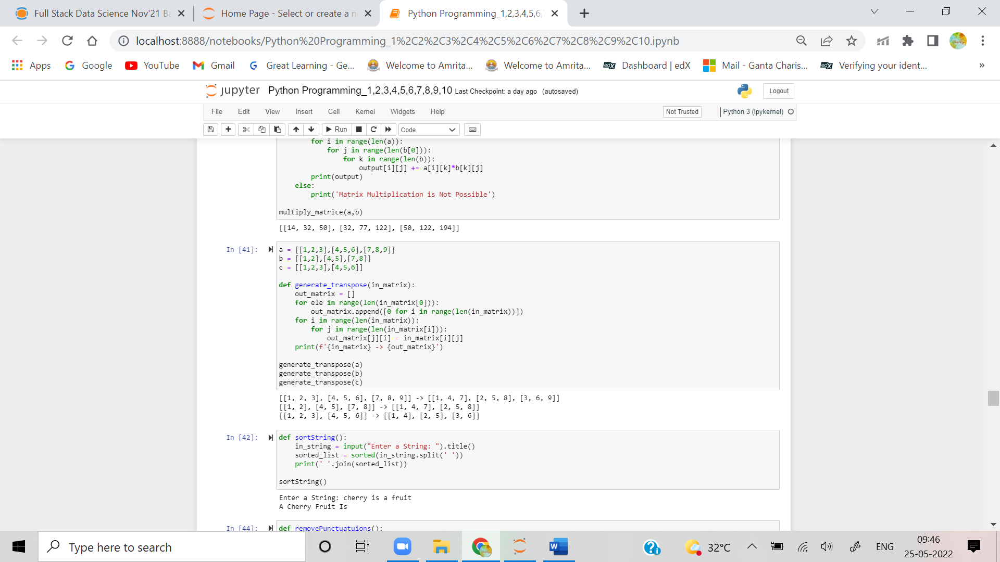 Full Stack Data Science Nov'21 Ba
Home Page - Select or create a n
Python Programming_1,2,3,4,5,6,
localhost:8888/notebooks/Python%20Programming_1%2C2%2C3%2C4%2C5%2C6%2C7%2C8%2C9%2C10.ipynb
Apps
Google
YouTube
Gmail
Great Learning - Ge...
Welcome to Amrita...
Welcome to Amrita...
Dashboard | edX
Mail - Ganta Charis...
Verifying your ident...
»
jupyter Python Programming_1,2,3,4,5,6,7,8,9,10 Last Checkpoint: a day ago (autosaved)
Logout
File Edit View Insert Cell Kernel Widgets Help
Not Trusted
Python 3 (ipykernel)
Run
Code
for i in range(len(a)):
for j in range(len(b[0])):
for k in range(len(b)):
output[i][j] += a[i][k]*b[k][j]
print(output)
else:
print('Matrix Multiplication is Not Possible')
multiply_matrice(a,b)
[[14, 32, 50], [32, 77, 122], [50, 122, 194]]
In [41]:
a = [[1,2,3],[4,5,6],[7,8,9]]
b = [[1,2],[4,5],[7,8]]
c = [[1,2,3],[4,5,6]]
def generate_transpose(in_matrix):
out_matrix = []
for ele in range(len(in_matrix[0])):
out_matrix.append([0 for i in range(len(in_matrix))])
for i in range(len(in_matrix)):
for j in range(len(in_matrix[i])):
out_matrix[j][i] = in_matrix[i][j]
print(f'{in_matrix} -> {out_matrix}')
generate_transpose(a)
generate_transpose(b)
generate_transpose(c)
[[1, 2, 3], [4, 5, 6], [7, 8, 9]] -> [[1, 4, 7], [2, 5, 8], [3, 6, 9]]
[[1, 2], [4, 5], [7, 8]] -> [[1, 4, 7], [2, 5, 8]]
[[1, 2, 3], [4, 5, 6]] -> [[1, 4], [2, 5], [3, 6]]
In [42]:
def sortString():
in_string = input("Enter a String: ").title()
sorted_list = sorted(in_string.split(' '))
print(' '.join(sorted_list))
sortString()
Enter a String: cherry is a fruit
A Cherry Fruit Is
In [44]:
def removePunctuatuions():
Type here to search
32°C
ENG
09:46
25-05-2022